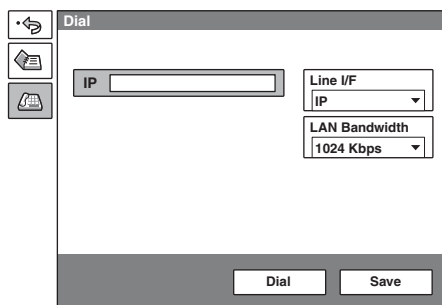 Dial
IP
Line I/F
IP
LAN Bandwidth
1024 Kbps
Dial
Save